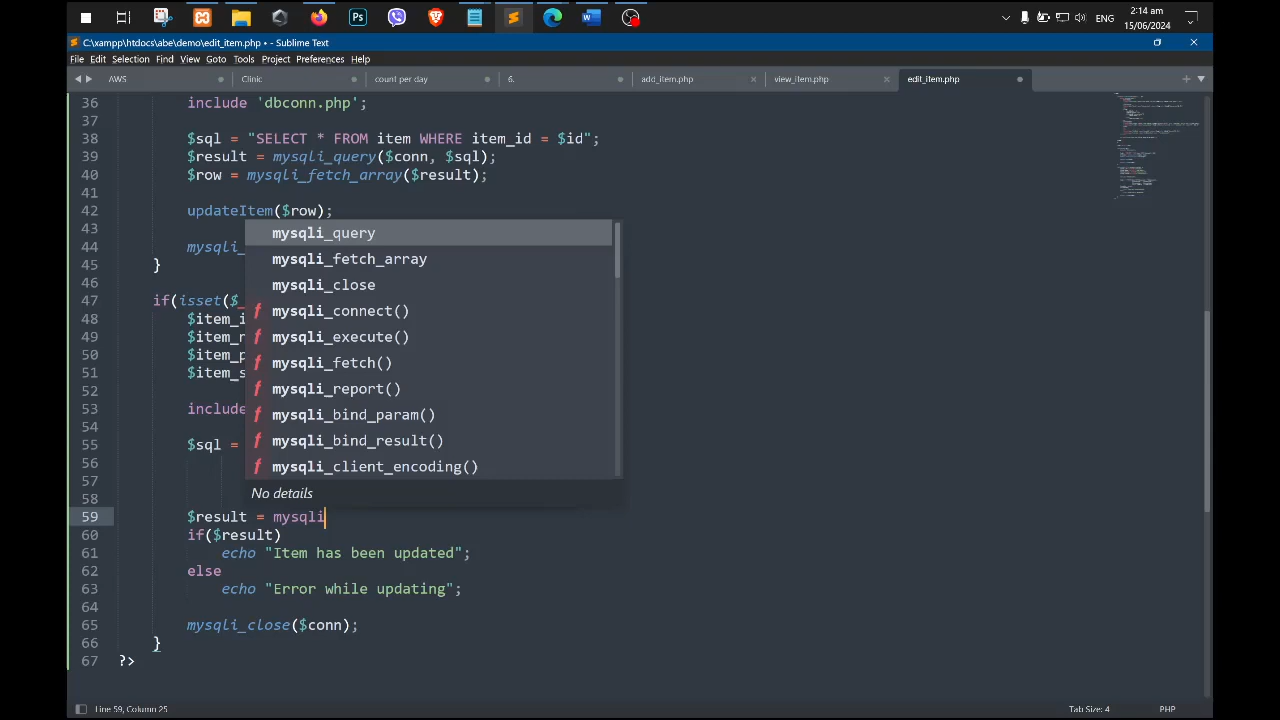 2:14 am
ENG
15/06/2024
C:\xampp\htdocs\abe\demo\edit_item.php • - Sublime Text
File Edit Selection Find View Goto Tools Project Preferences Help
AWS Clinic count per day 6. add_item.php view_item.php edit_item.php
36 include 'dbconn.php';
37
38 $sql = "SELECT * FROM item WHERE item_id = $id";
39 $result = mysqli_query($conn, $sql);
40 $row = mysqli_fetch_array($result);
41
42 updateItem($row);
43
44 mysqli_
45 }
46
47 if(isset($_
48 $item_i
49 $item_n
50 $item_p
51 $item_s
52
53 include
54
55 $sql =
56
57
58
59 $result = mysqli
60 if($result)
61 echo "Item has been updated";
62 else
63 echo "Error while updating";
64
65 mysqli_close($conn);
66 }
67 ?>
mysqli_query
mysqli_fetch_array
mysqli_close
f mysqli_connect()
f mysqli_execute()
f mysqli_fetch()
f mysqli_report()
f mysqli_bind_param()
f mysqli_bind_result()
f mysqli_client_encoding()
No details
Line 59, Column 25
Tab Size: 4
PHP